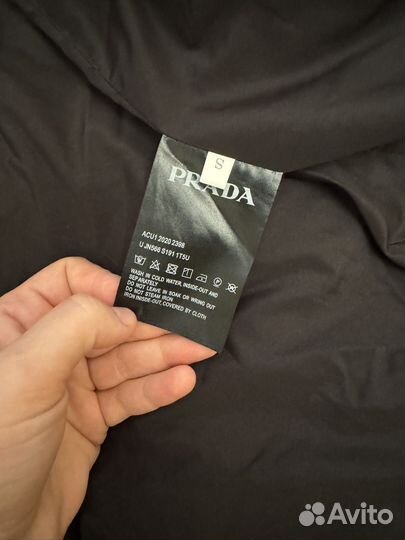 S
PRADA
ACU1 2020 2398
U JN566 S191 1T5U
WASH IN COLD WATER, INSIDE-OUT AND
SEPARATELY
DO NOT LEAVE IN SOAK OR WRING OUT
DO NOT STEAM IRON
IRON INSIDE-OUT, COVERED BY CLOTH
Avito